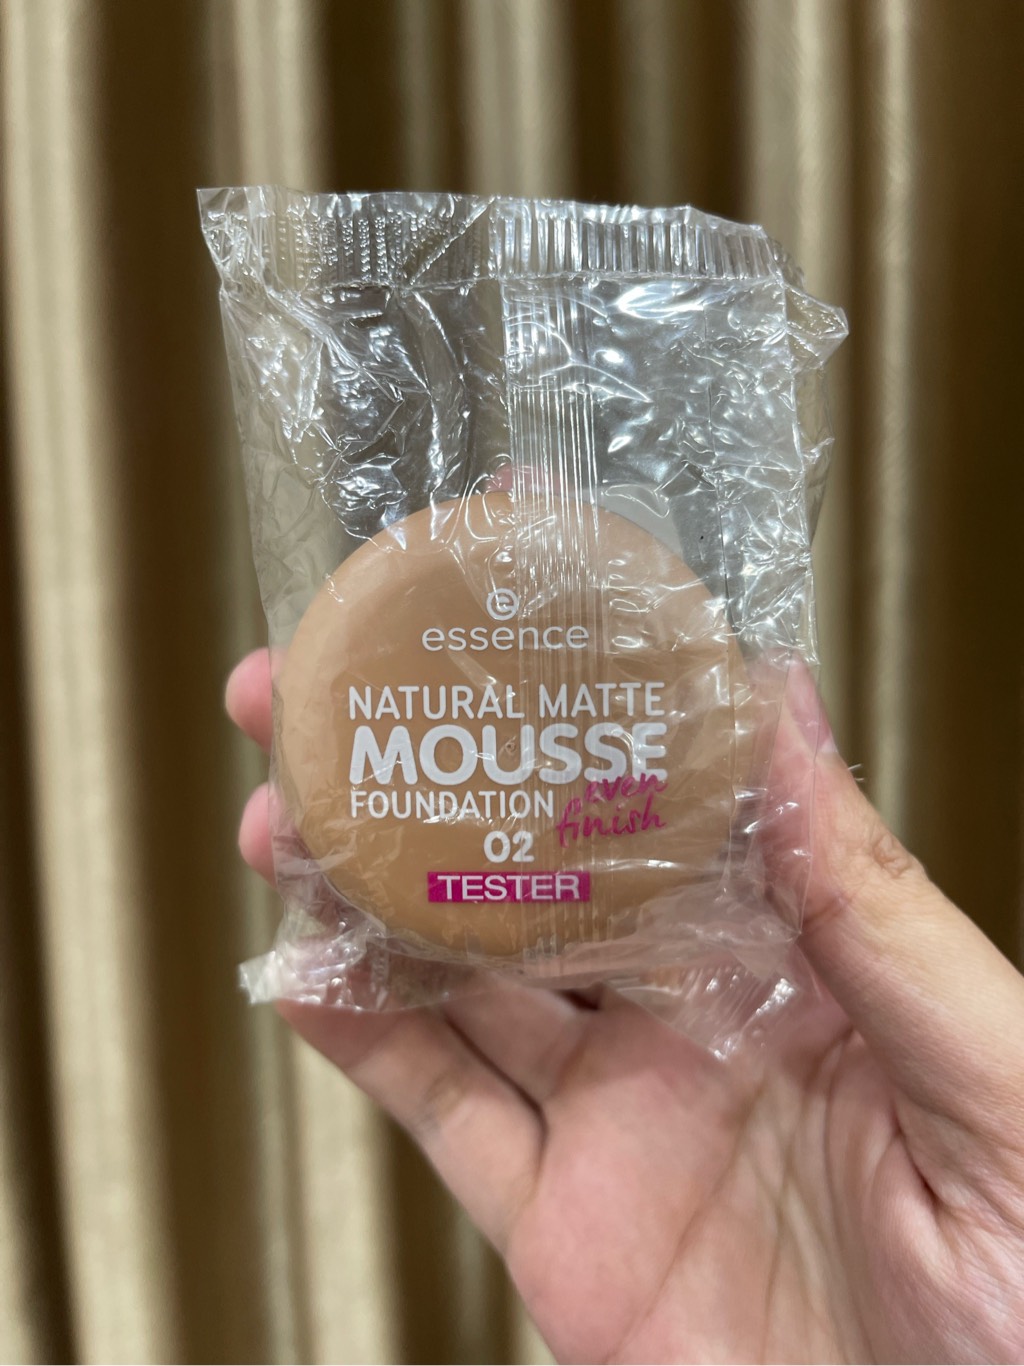 essence
NATURAL MATTE
MOUSSE
FOUNDATION even finish
02
TESTER